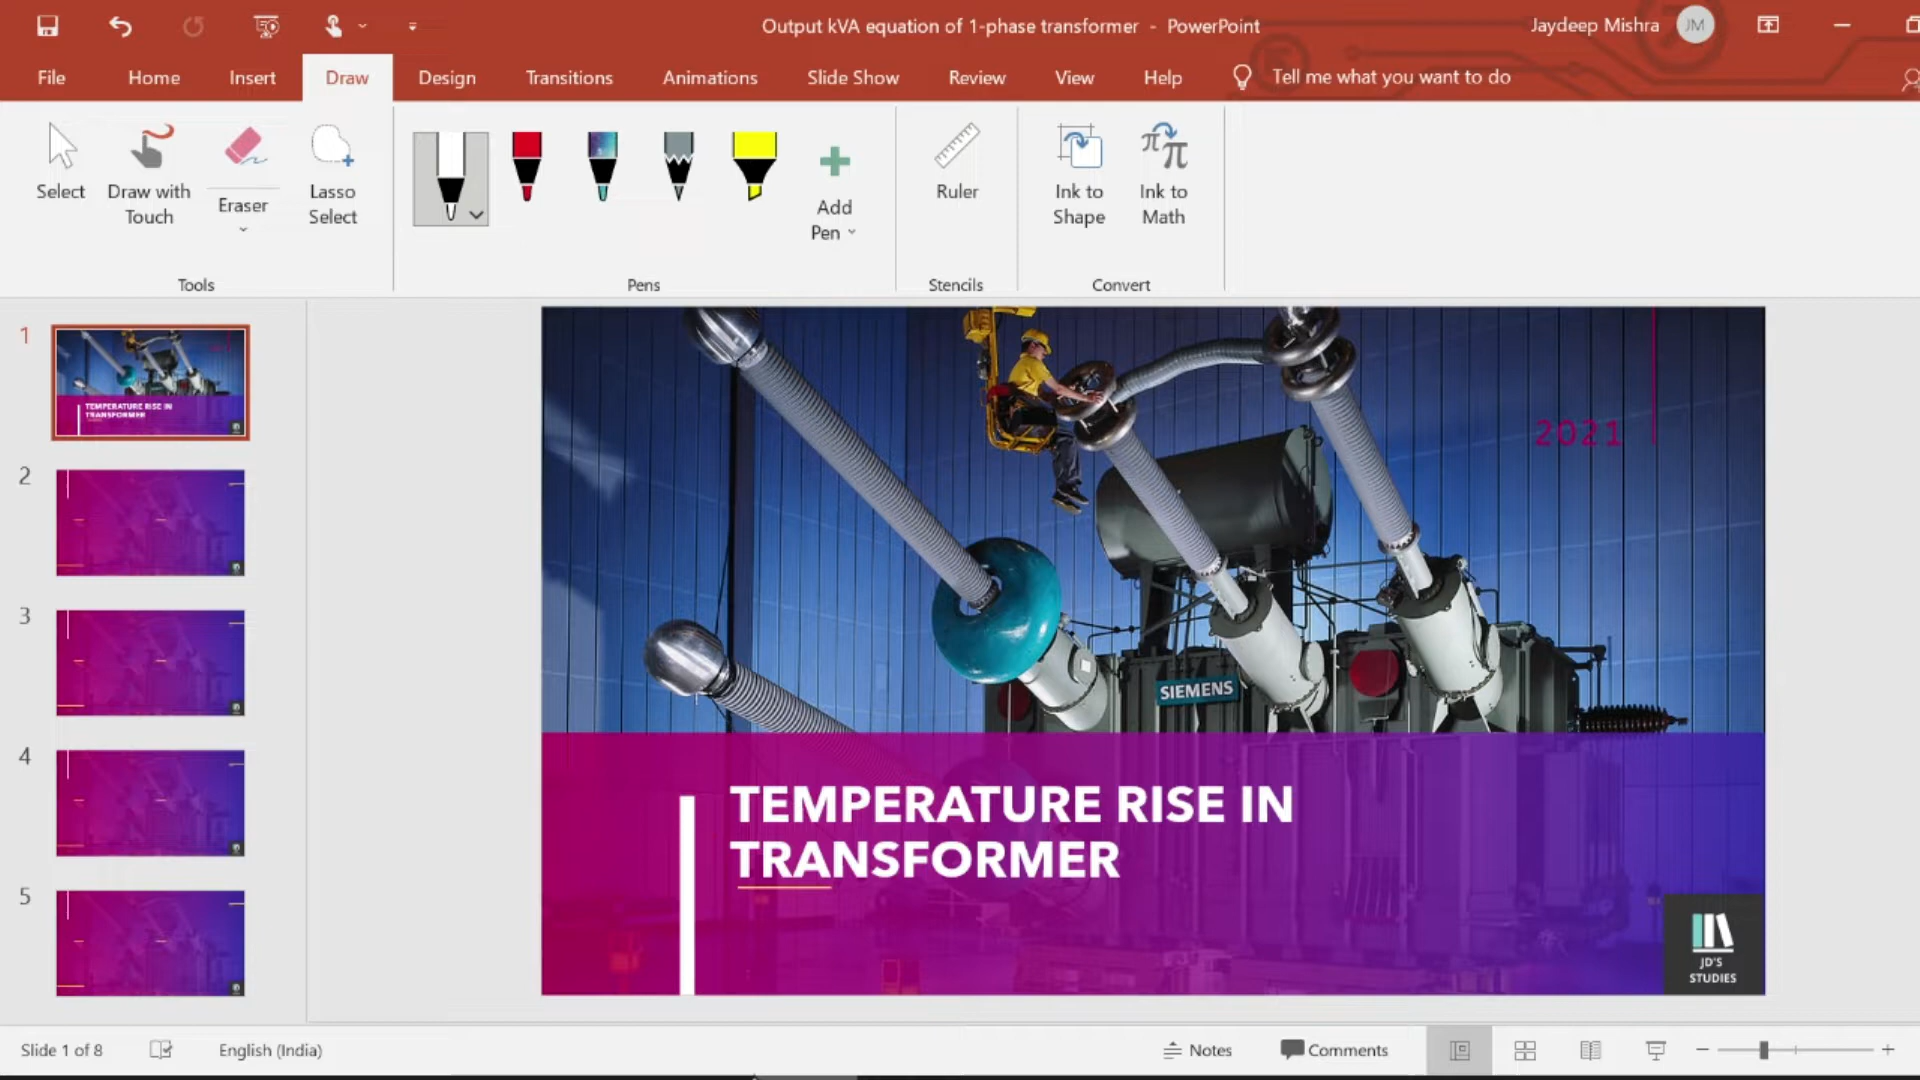 Output kVA equation of 1-phase transformer - PowerPoint
Jaydeep Mishra JM
File Home Insert Draw Design Transitions Animations Slide Show Review View Help Tell me what you want to do
Select
Draw with
Touch
Eraser
Lasso
Select
Add
Pen
Ruler
Ink to
Shape
Ink to
Math
Tools Pens Stencils Convert
1
TEMPERATURE RISE IN
TRANSFORMER
2
3
4
5
2021
SIEMENS
TEMPERATURE RISE IN
TRANSFORMER
JD'S
STUDIES
Slide 1 of 8 English (India) Notes Comments